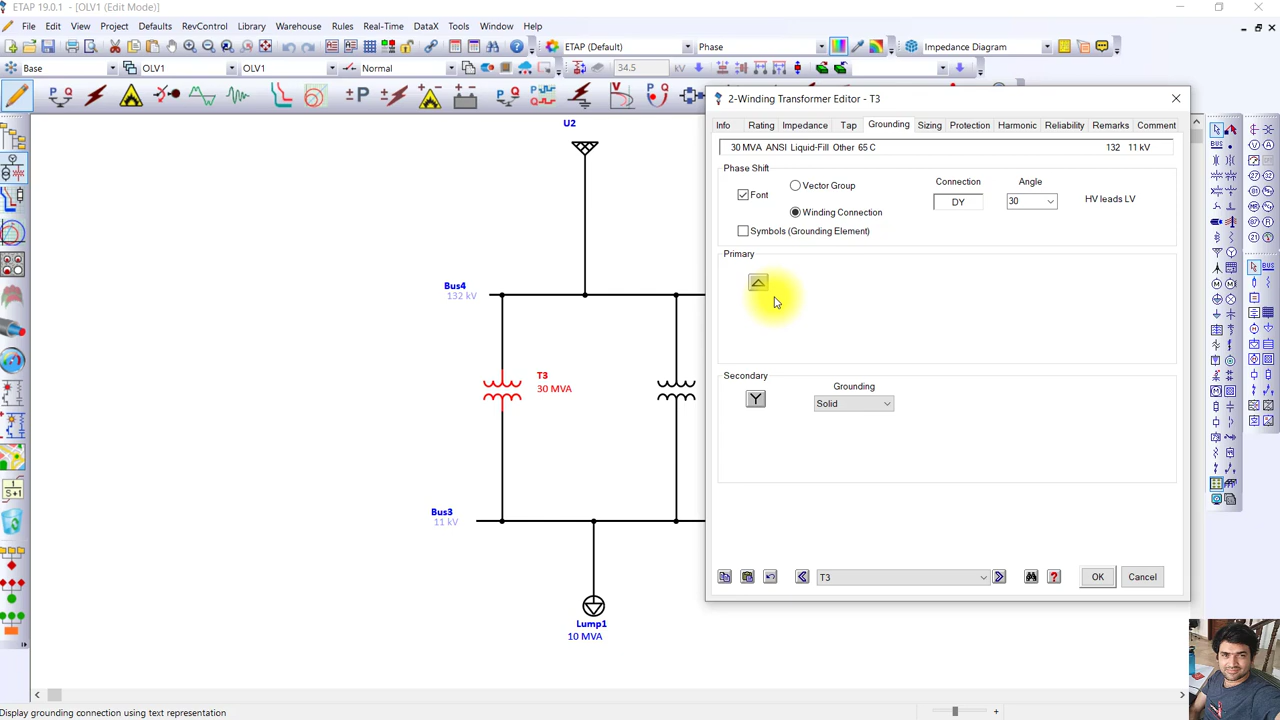 ETAP 19.0.1 - [OLV1 (Edit Mode)]
File Edit View Project Defaults RevControl Library Warehouse Rules Real-Time DataX Tools Window Help
ETAP (Default) Phase Impedance Diagram
Base OLV1 OLV1 Normal 34.5 kV
2-Winding Transformer Editor - T3
Info Rating Impedance Tap Grounding Sizing Protection Harmonic Reliability Remarks Comment
30 MVA ANSI Liquid-Fill Other 65 C 132 11 kV
Phase Shift
Font
Vector Group
Winding Connection
Connection
DY
Angle
30
HV leads LV
Symbols (Grounding Element)
Primary
Secondary
Y
Grounding
Solid
T3
OK
Cancel
U2
Bus4
132 kV
T3
30 MVA
Bus3
11 kV
Lump1
10 MVA
Display grounding connection using text representation